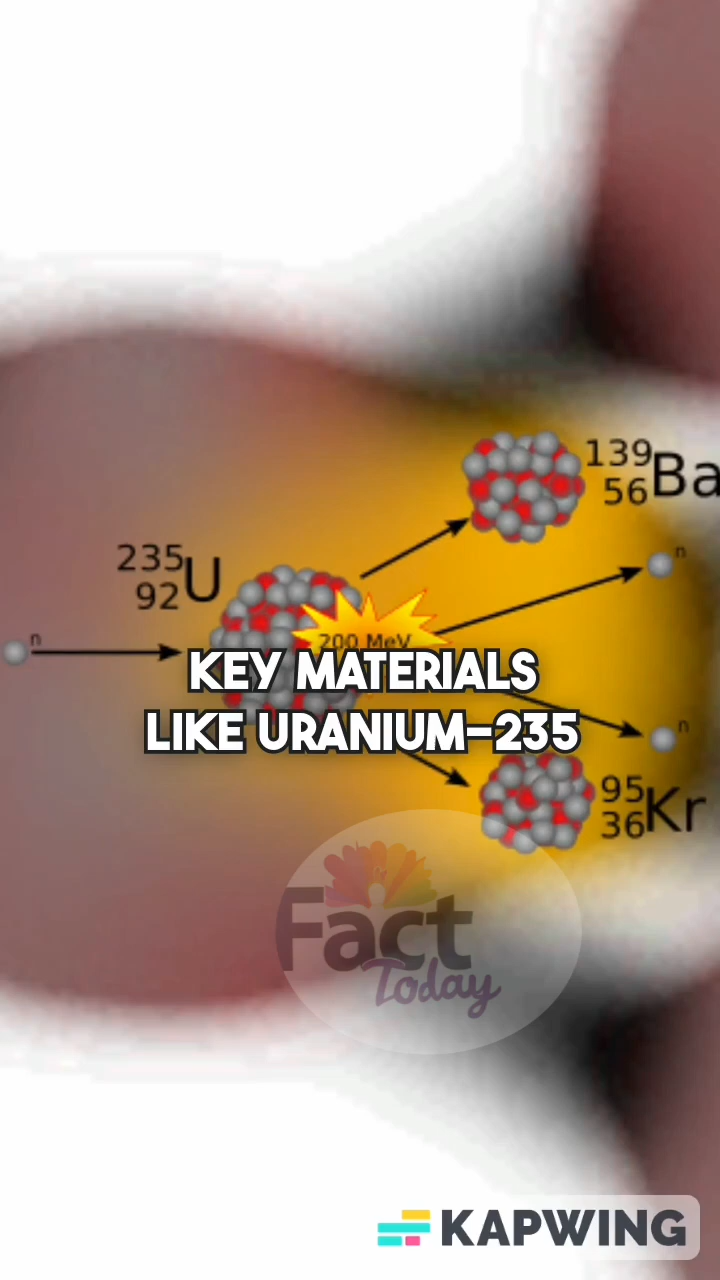 139
56Ba
n
235
92U
n
200 MeV
KEY MATERIALS
LIKE URANIUM-235
n
95
36Kr
Fact
Today
KAPWING